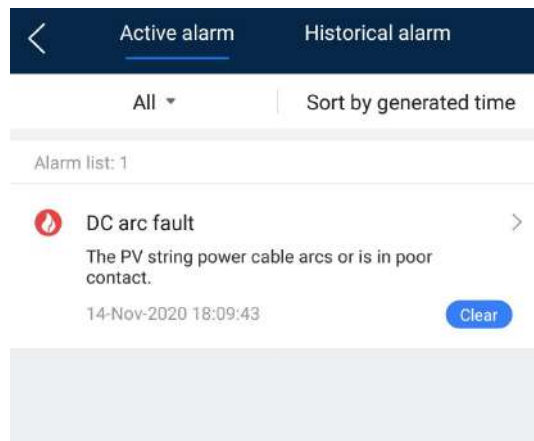 Active alarm Historical alarm
All Sort by generated time
Alarm list: 1
DC arc fault
The PV string power cable arcs or is in poor
contact.
14-Nov-2020 18:09:43 Clear